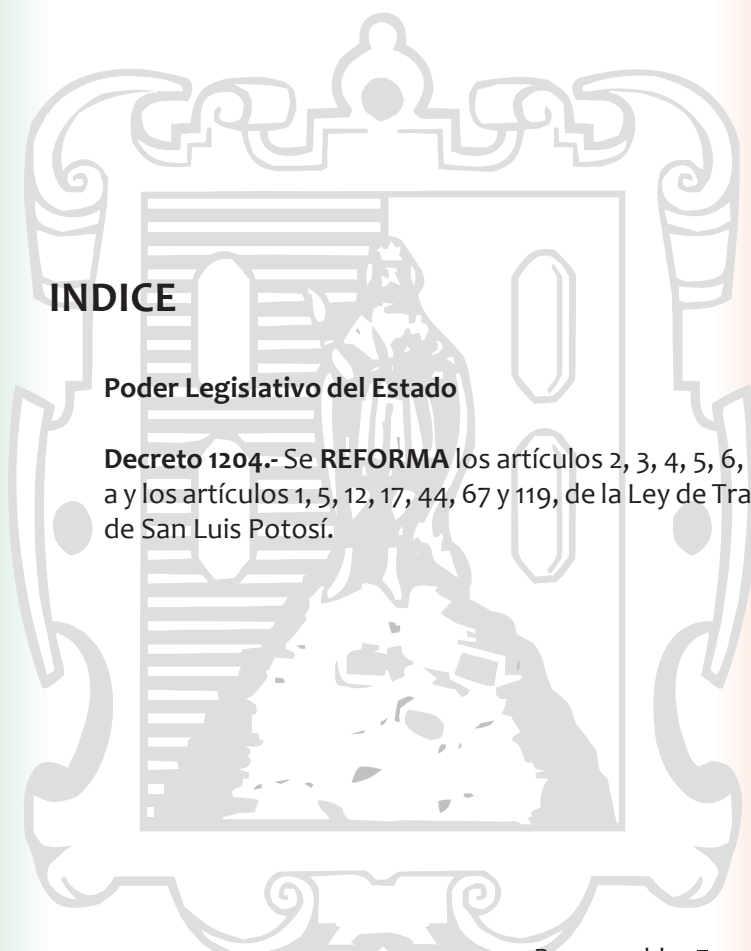 INDICE
Poder Legislativo del Estado
Decreto 1204.- Se REFORMA los artículos 2, 3, 4, 5, 6,
a y los artículos 1, 5, 12, 17, 44, 67 y 119, de la Ley de Tra
de San Luis Potosí.